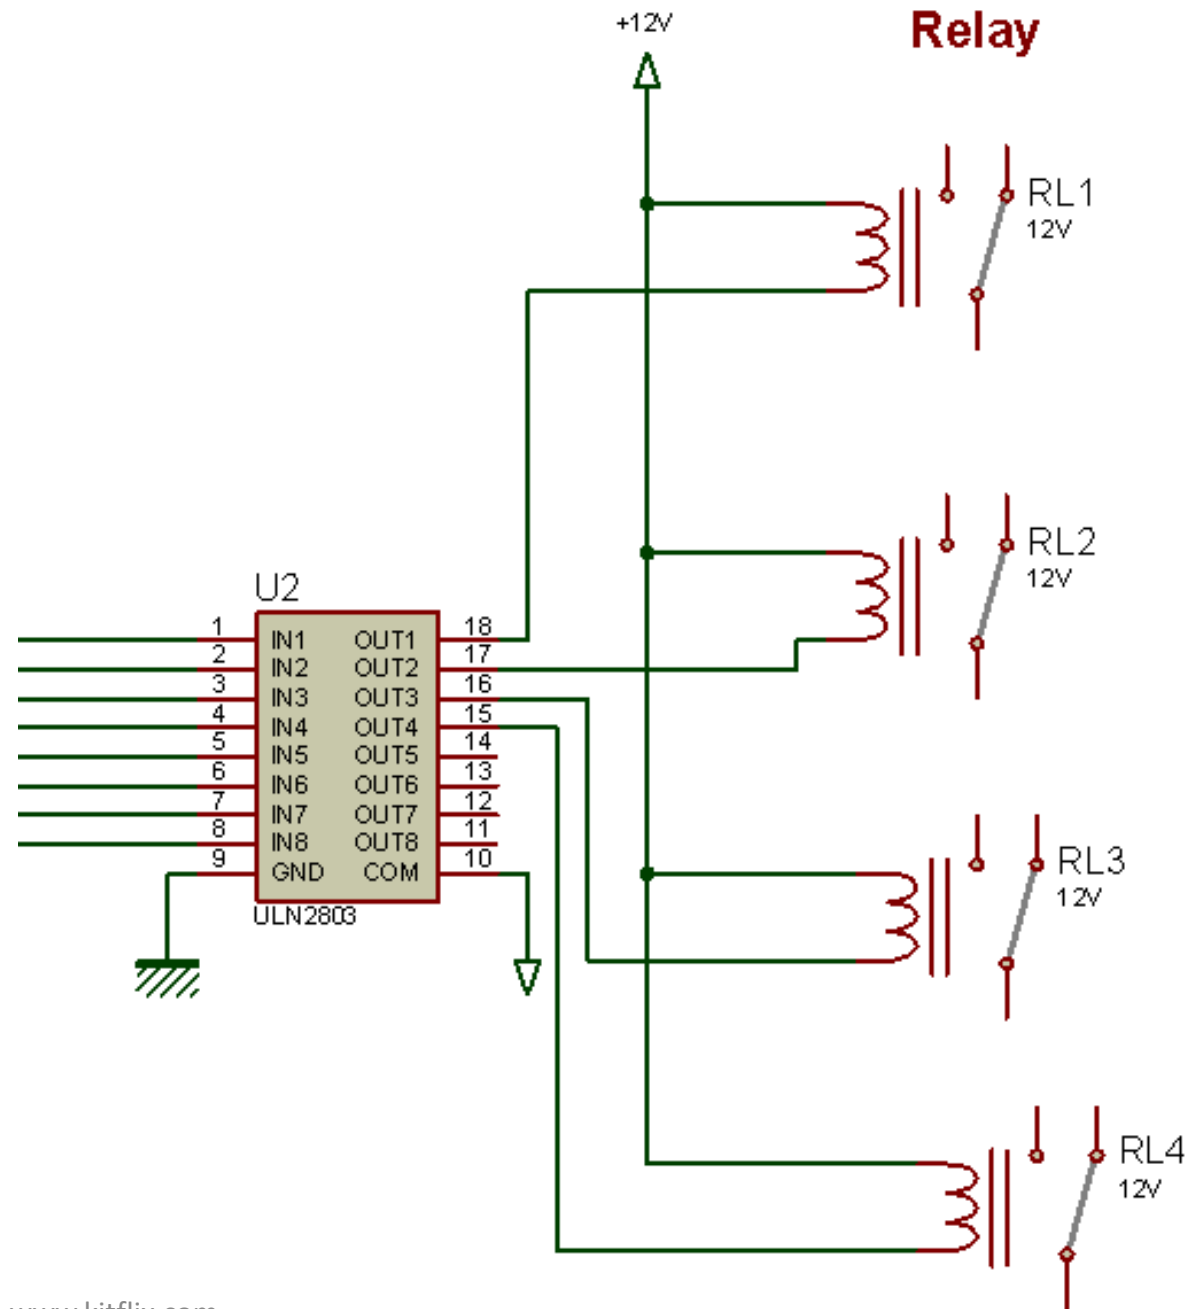 +12V
Relay
RL1
12V
RL2
12V
U2
1 IN1 OUT1 18
2 IN2 OUT2 17
3 IN3 OUT3 16
4 IN4 OUT4 15
5 IN5 OUT5 14
6 IN6 OUT6 13
7 IN7 OUT7 12
8 IN8 OUT8 11
9 GND COM 10
ULN2803
RL3
12V
RL4
12V